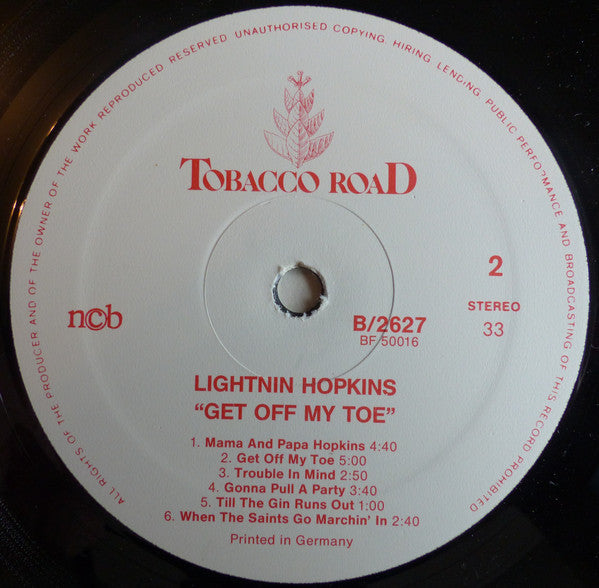 ALL RIGHTS OF THE PRODUCER AND OF THE OWNER OF THE WORK REPRODUCED RESERVED UNAUTHORISED COPYING, HIRING, LENDING, PUBLIC PERFORMANCE AND BROADCASTING OF THIS RECORD PROHIBITED
TOBACCO ROAD
2
STEREO
33
n©b
B/2627
BF 50016
LIGHTNIN HOPKINS
“GET OFF MY TOE”
1. Mama And Papa Hopkins 4:40
2. Get Off My Toe 5:00
3. Trouble In Mind 2:50
4. Gonna Pull A Party 3:40
5. Till The Gin Runs Out 1:00
6. When The Saints Go Marchin' In 2:40
Printed in Germany